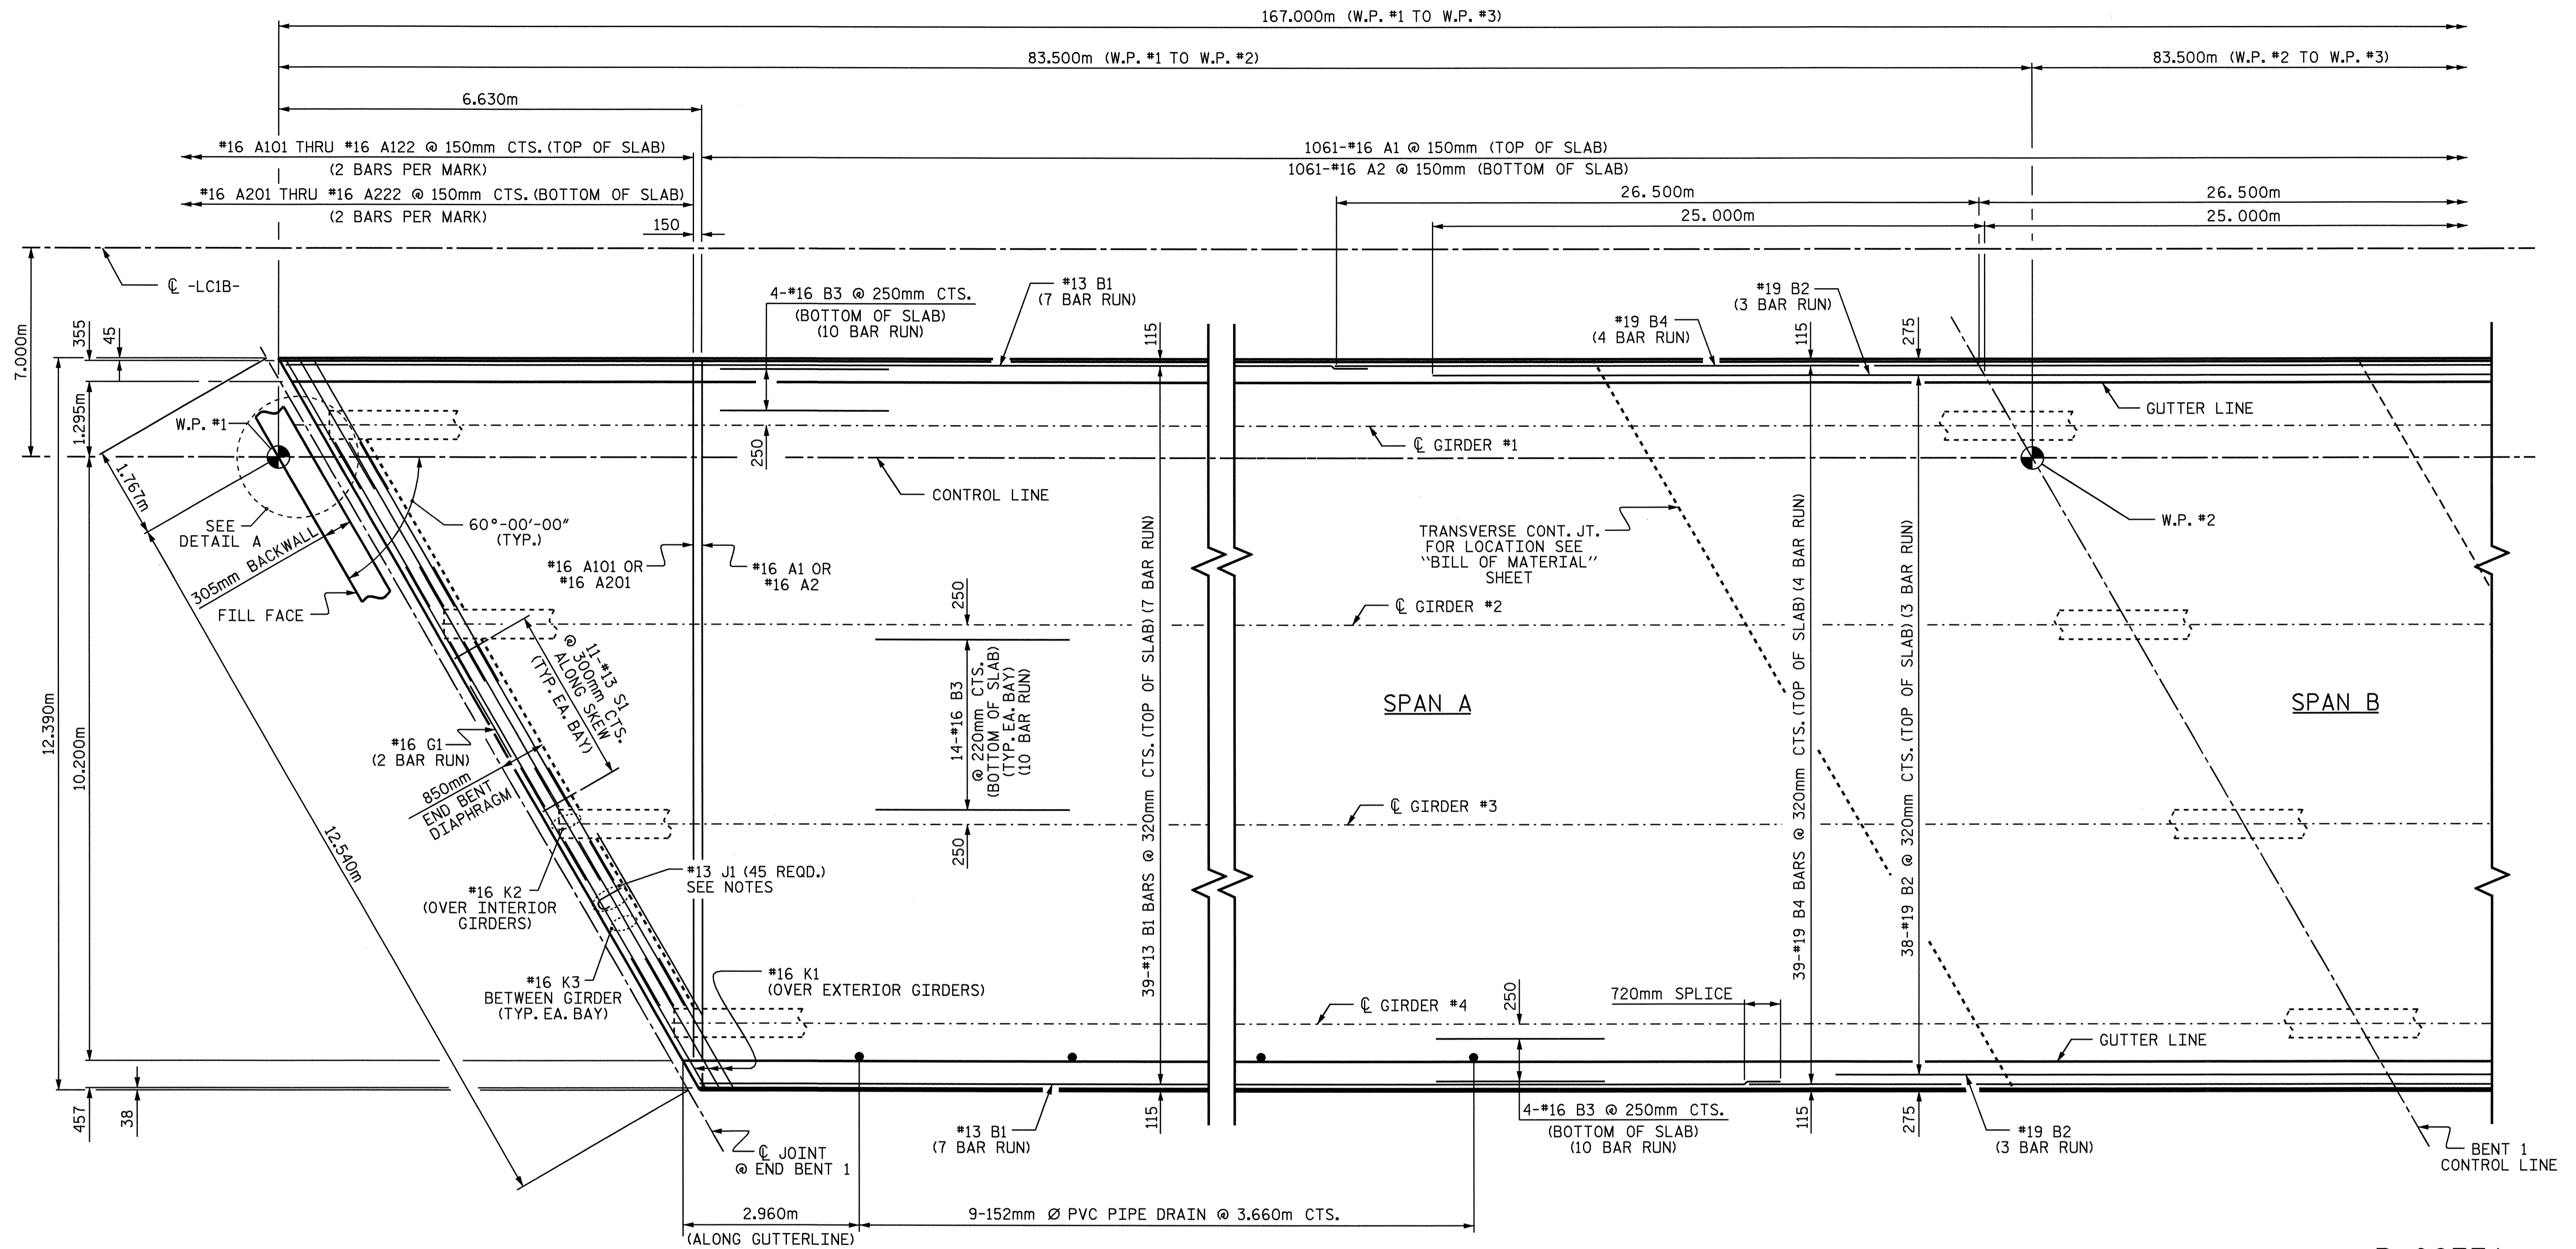 167.000m (W.P. #1 TO W.P. #3)
83.500m (W.P. #1 TO W.P. #2)
83.500m (W.P. #2 TO W.P. #3)
6.630m
#16 A101 THRU #16 A122 @ 150mm CTS. (TOP OF SLAB)
(2 BARS PER MARK)
#16 A201 THRU #16 A222 @ 150mm CTS. (BOTTOM OF SLAB)
(2 BARS PER MARK)
1061-#16 A1 @ 150mm (TOP OF SLAB)
1061-#16 A2 @ 150mm (BOTTOM OF SLAB)
26.500m
26.500m
25.000m
25.000m
150
℄ -LC1B-
7.000m
355
45
4-#16 B3 @ 250mm CTS.
(BOTTOM OF SLAB)
(10 BAR RUN)
#13 B1
(7 BAR RUN)
115
#19 B4
(4 BAR RUN)
#19 B2
(3 BAR RUN)
115
275
1.295m
W.P. #1
250
℄ GIRDER #1
GUTTER LINE
CONTROL LINE
1.767m
SEE
DETAIL A
60°-00'-00"
(TYP.)
305mm BACKWALL
FILL FACE
#16 A101 OR
#16 A201
#16 A1 OR
#16 A2
TRANSVERSE CONT. JT.
FOR LOCATION SEE
"BILL OF MATERIAL"
SHEET
W.P. #2
250
℄ GIRDER #2
11-#13 S1
@ 300mm CTS.
ALONG SKEW
(TYP. EA. BAY)
14-#16 B3
@ 220mm CTS.
(BOTTOM OF SLAB)
(TYP. EA. BAY)
(10 BAR RUN)
39-#13 B1 BARS @ 320mm CTS. (TOP OF SLAB) (7 BAR RUN)
SPAN A
39-#19 B4 BARS @ 320mm CTS. (TOP OF SLAB) (4 BAR RUN)
38-#19 B2 @ 320mm CTS. (TOP OF SLAB) (3 BAR RUN)
SPAN B
12.390m
10.200m
#16 G1
(2 BAR RUN)
850mm
END BENT
DIAPHRAGM
12.540m
℄ GIRDER #3
250
#13 J1 (45 REQD.)
SEE NOTES
#16 K2
(OVER INTERIOR
GIRDERS)
#16 K3
BETWEEN GIRDER
(TYP. EA. BAY)
#16 K1
(OVER EXTERIOR GIRDERS)
℄ GIRDER #4
250
720mm SPLICE
GUTTER LINE
457
38
#13 B1
(7 BAR RUN)
115
4-#16 B3 @ 250mm CTS.
(BOTTOM OF SLAB)
(10 BAR RUN)
115
275
#19 B2
(3 BAR RUN)
℄ JOINT
@ END BENT 1
BENT 1
CONTROL LINE
2.960m
(ALONG GUTTERLINE)
9-152mm Ø PVC PIPE DRAIN @ 3.660m CTS.